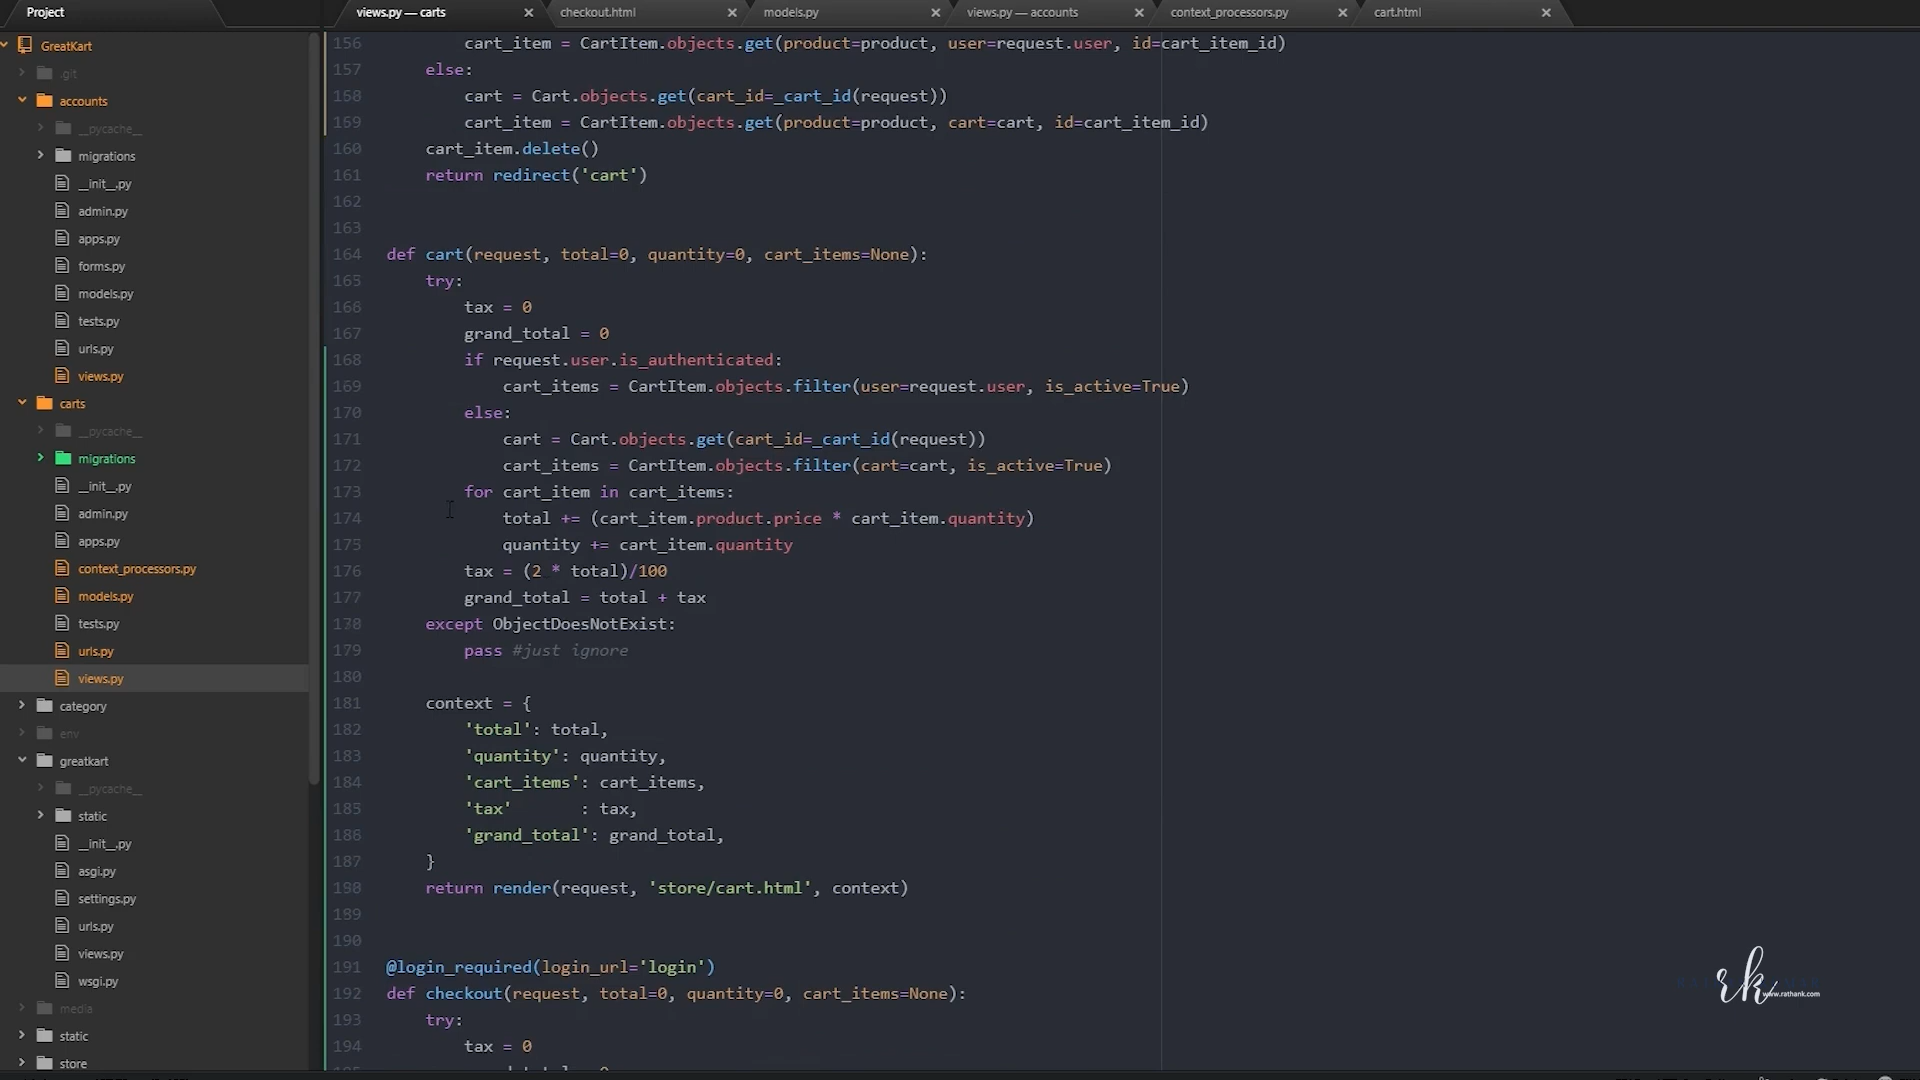 Project
views.py — carts
checkout.html
models.py
views.py — accounts
context_processors.py
cart.html
GreatKart
.git
accounts
__pycache__
migrations
__init__.py
admin.py
apps.py
forms.py
models.py
tests.py
urls.py
views.py
carts
__pycache__
migrations
__init__.py
admin.py
apps.py
context_processors.py
models.py
tests.py
urls.py
views.py
category
env
greatkart
__pycache__
static
__init__.py
asgi.py
settings.py
urls.py
views.py
wsgi.py
media
static
store
156 cart_item = CartItem.objects.get(product=product, user=request.user, id=cart_item_id)
157 else:
158 cart = Cart.objects.get(cart_id=_cart_id(request))
159 cart_item = CartItem.objects.get(product=product, cart=cart, id=cart_item_id)
160 cart_item.delete()
161 return redirect('cart')
162
163
164 def cart(request, total=0, quantity=0, cart_items=None):
165 try:
166 tax = 0
167 grand_total = 0
168 if request.user.is_authenticated:
169 cart_items = CartItem.objects.filter(user=request.user, is_active=True)
170 else:
171 cart = Cart.objects.get(cart_id=_cart_id(request))
172 cart_items = CartItem.objects.filter(cart=cart, is_active=True)
173 for cart_item in cart_items:
174 total += (cart_item.product.price * cart_item.quantity)
175 quantity += cart_item.quantity
176 tax = (2 * total)/100
177 grand_total = total + tax
178 except ObjectDoesNotExist:
179 pass #just ignore
180
181 context = {
182 'total': total,
183 'quantity': quantity,
184 'cart_items': cart_items,
185 'tax' : tax,
186 'grand_total': grand_total,
187 }
188 return render(request, 'store/cart.html', context)
189
190
191 @login_required(login_url='login')
192 def checkout(request, total=0, quantity=0, cart_items=None):
193 try:
194 tax = 0
rk
www.rathank.com